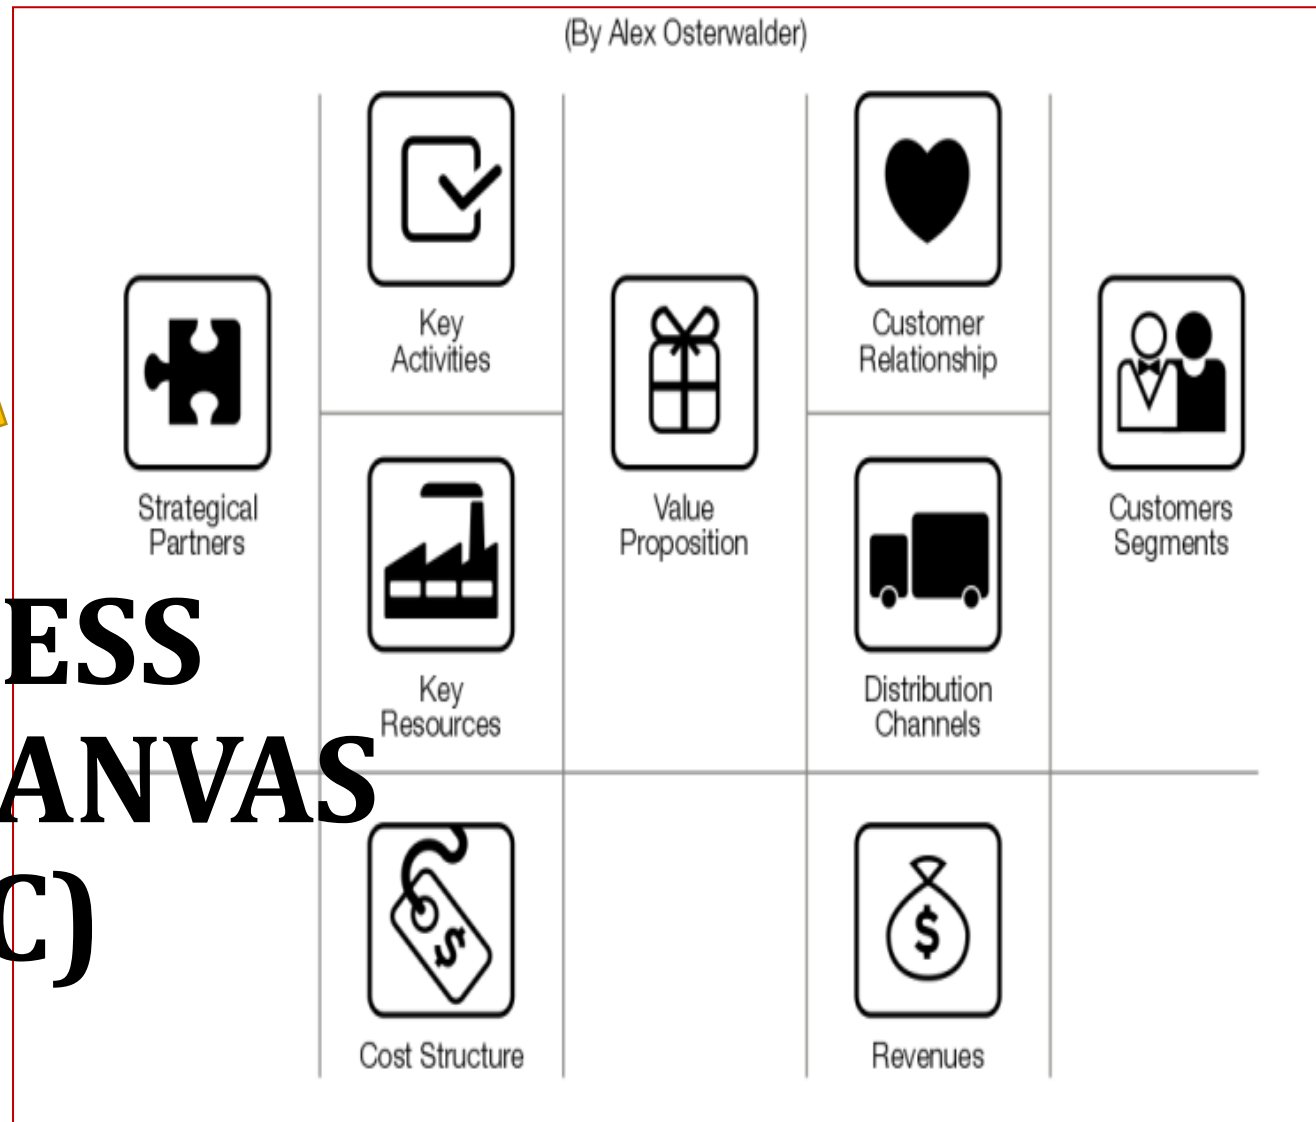 (By Alex Osterwalder)
Key
Activities
Customer
Relationship
Strategical
Partners
Value
Proposition
Customers
Segments
Key
Resources
Distribution
Channels
ESS
ANVAS
C)
$
Cost Structure
$
Revenues